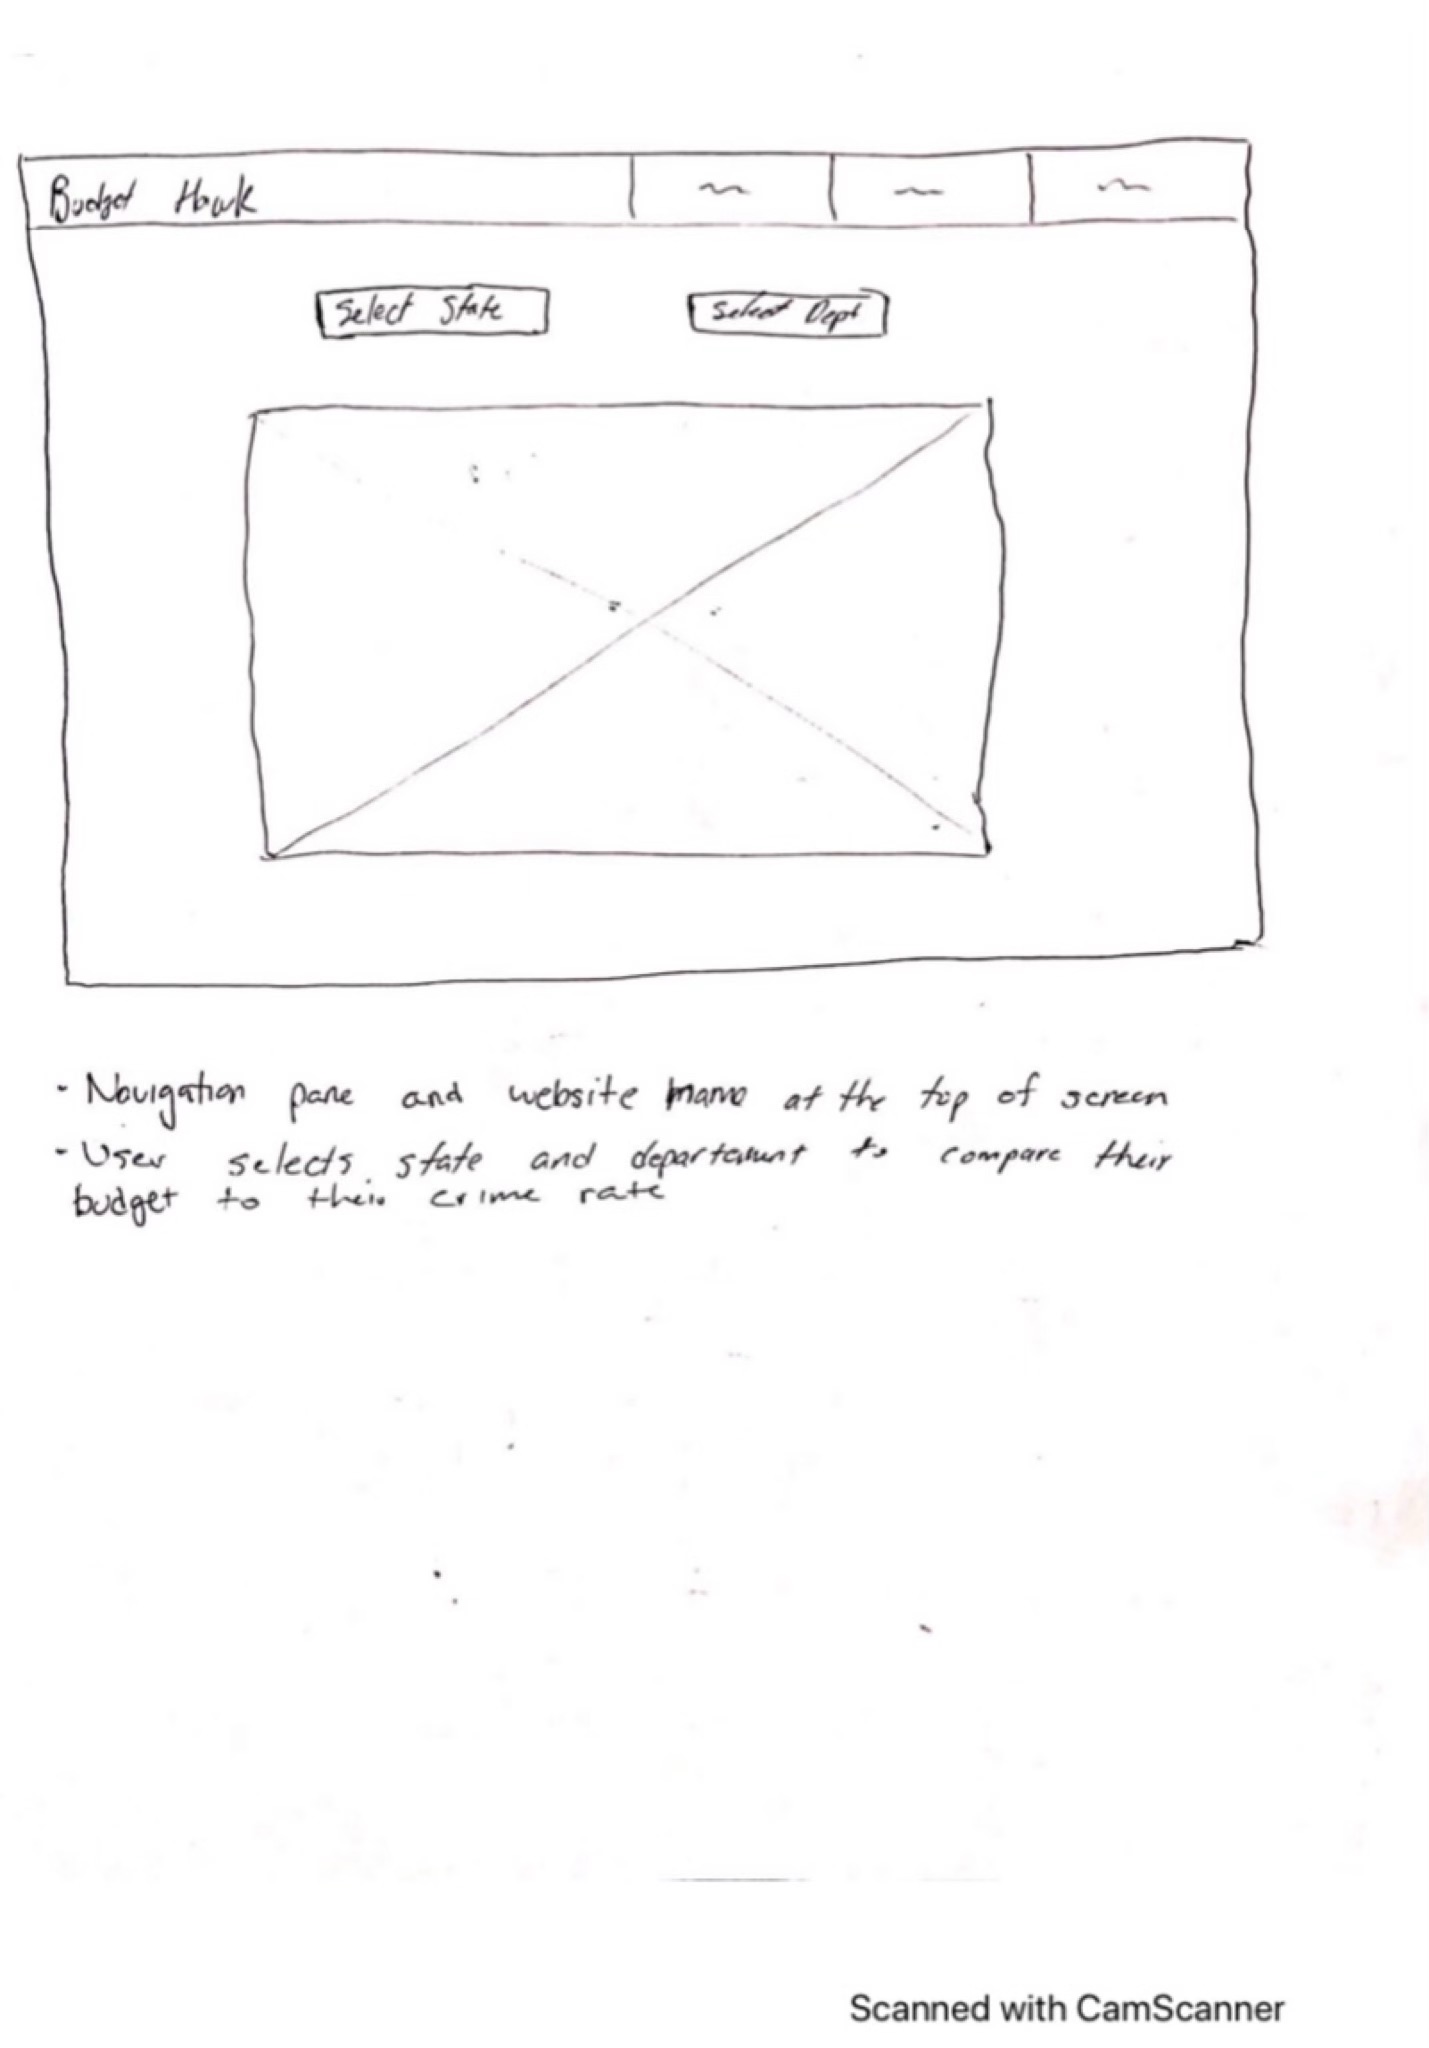 Budget Hawk
Select State
Select Dept
- Navigation pane and website name at the top of screen
- User selects state and department to compare their
budget to their crime rate
Scanned with CamScanner